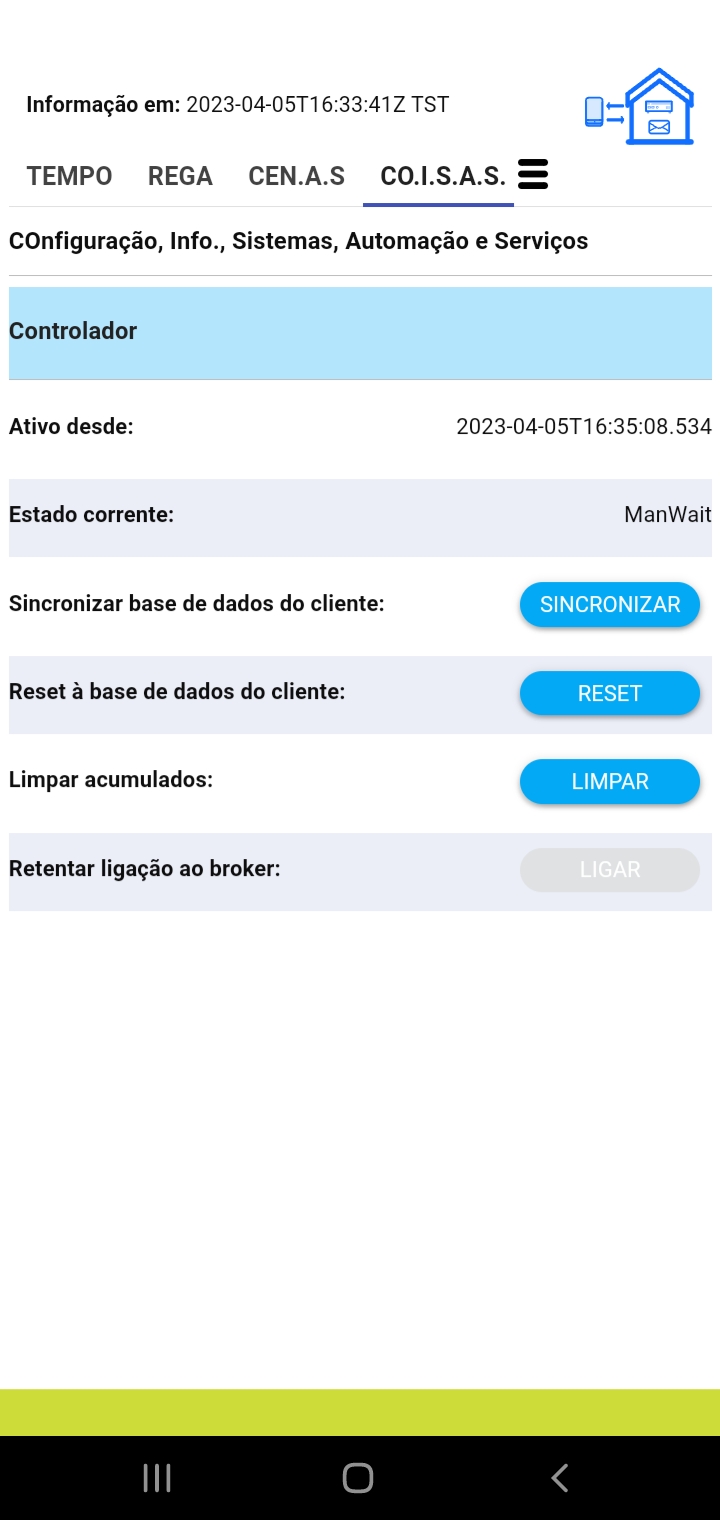 Informação em: 2023-04-05T16:33:41Z TST
TEMPO REGA CEN.A.S CO.I.S.A.S.
COnfiguração, Info., Sistemas, Automação e Serviços
Controlador
Ativo desde: 2023-04-05T16:35:08.534
Estado corrente: ManWait
Sincronizar base de dados do cliente: SINCRONIZAR
Reset à base de dados do cliente: RESET
Limpar acumulados: LIMPAR
Retentar ligação ao broker: LIGAR